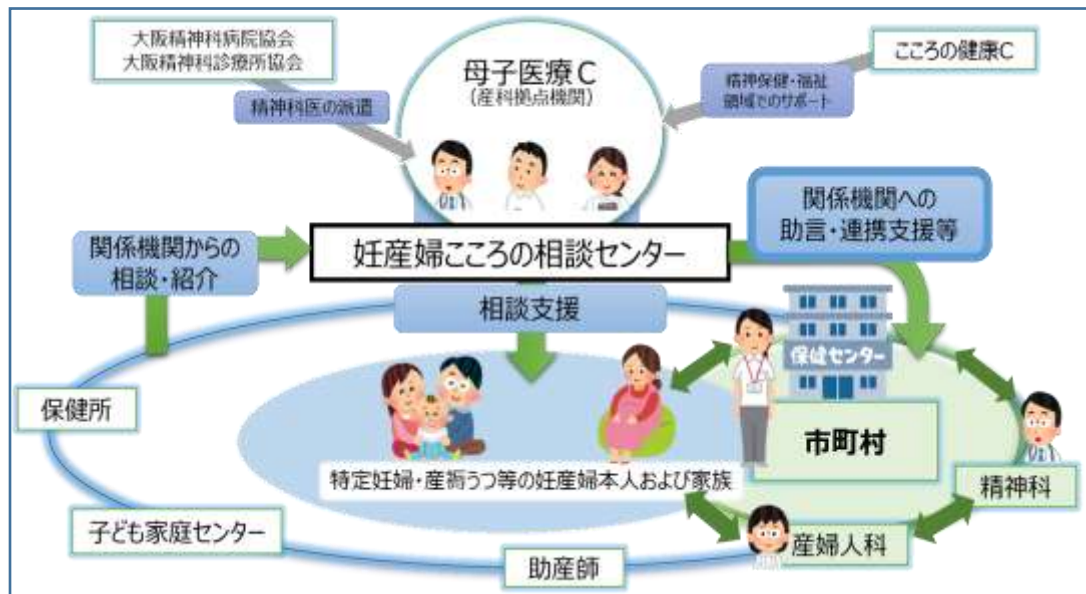 大阪精神科病院協会
大阪精神科診療所協会
精神科医の派遣
母子医療C
(産科拠点機関)
こころの健康C
精神保健・福祉
領域でのサポート
関係機関からの
相談・紹介
妊産婦こころの相談センター
関係機関への
助言・連携支援等
相談支援
保健センター
市町村
保健所
特定妊婦・産褥うつ等の妊産婦本人および家族
精神科
子ども家庭センター
産婦人科
助産師